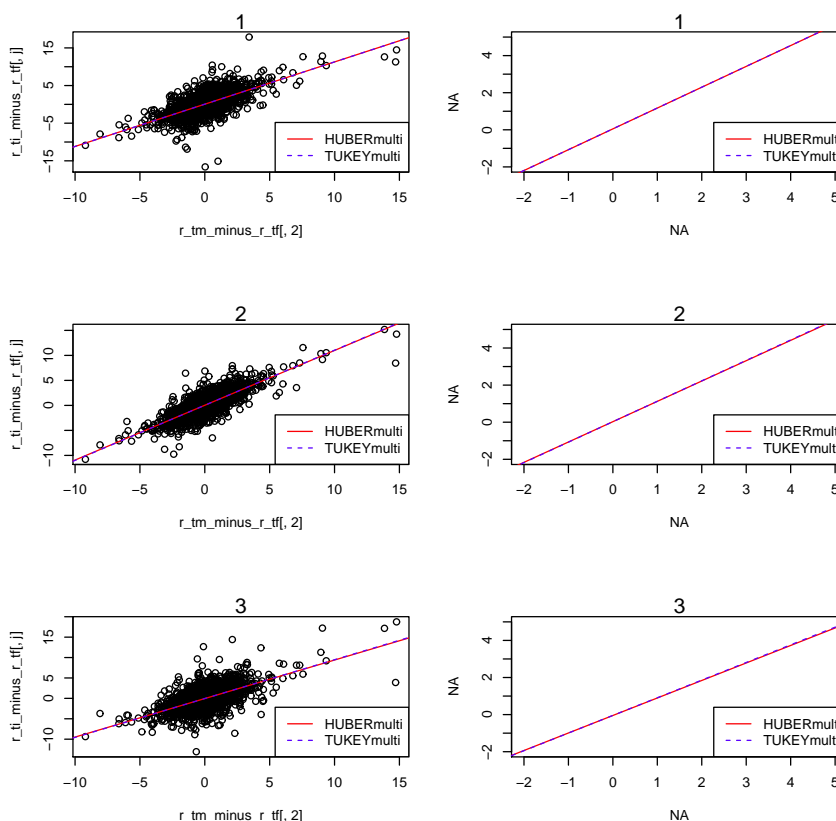 1
r_ti_minus_r_tf[, j]
15
5
-5
-15
HUBERmulti
TUKEYmulti
-10 -5 0 5 10 15
r_tm_minus_r_tf[, 2]
1
NA
4
2
0
-2
HUBERmulti
TUKEYmulti
-2 -1 0 1 2 3 4 5
NA
2
r_ti_minus_r_tf[, j]
10
5
0
-10
HUBERmulti
TUKEYmulti
-10 -5 0 5 10 15
r_tm_minus_r_tf[, 2]
2
NA
4
2
0
-2
HUBERmulti
TUKEYmulti
-2 -1 0 1 2 3 4 5
NA
3
r_ti_minus_r_tf[, j]
15
5
0
-10
HUBERmulti
TUKEYmulti
-10 -5 0 5 10 15
r_tm_minus_r_tf[, 2]
3
NA
4
2
0
-2
HUBERmulti
TUKEYmulti
-2 -1 0 1 2 3 4 5
NA